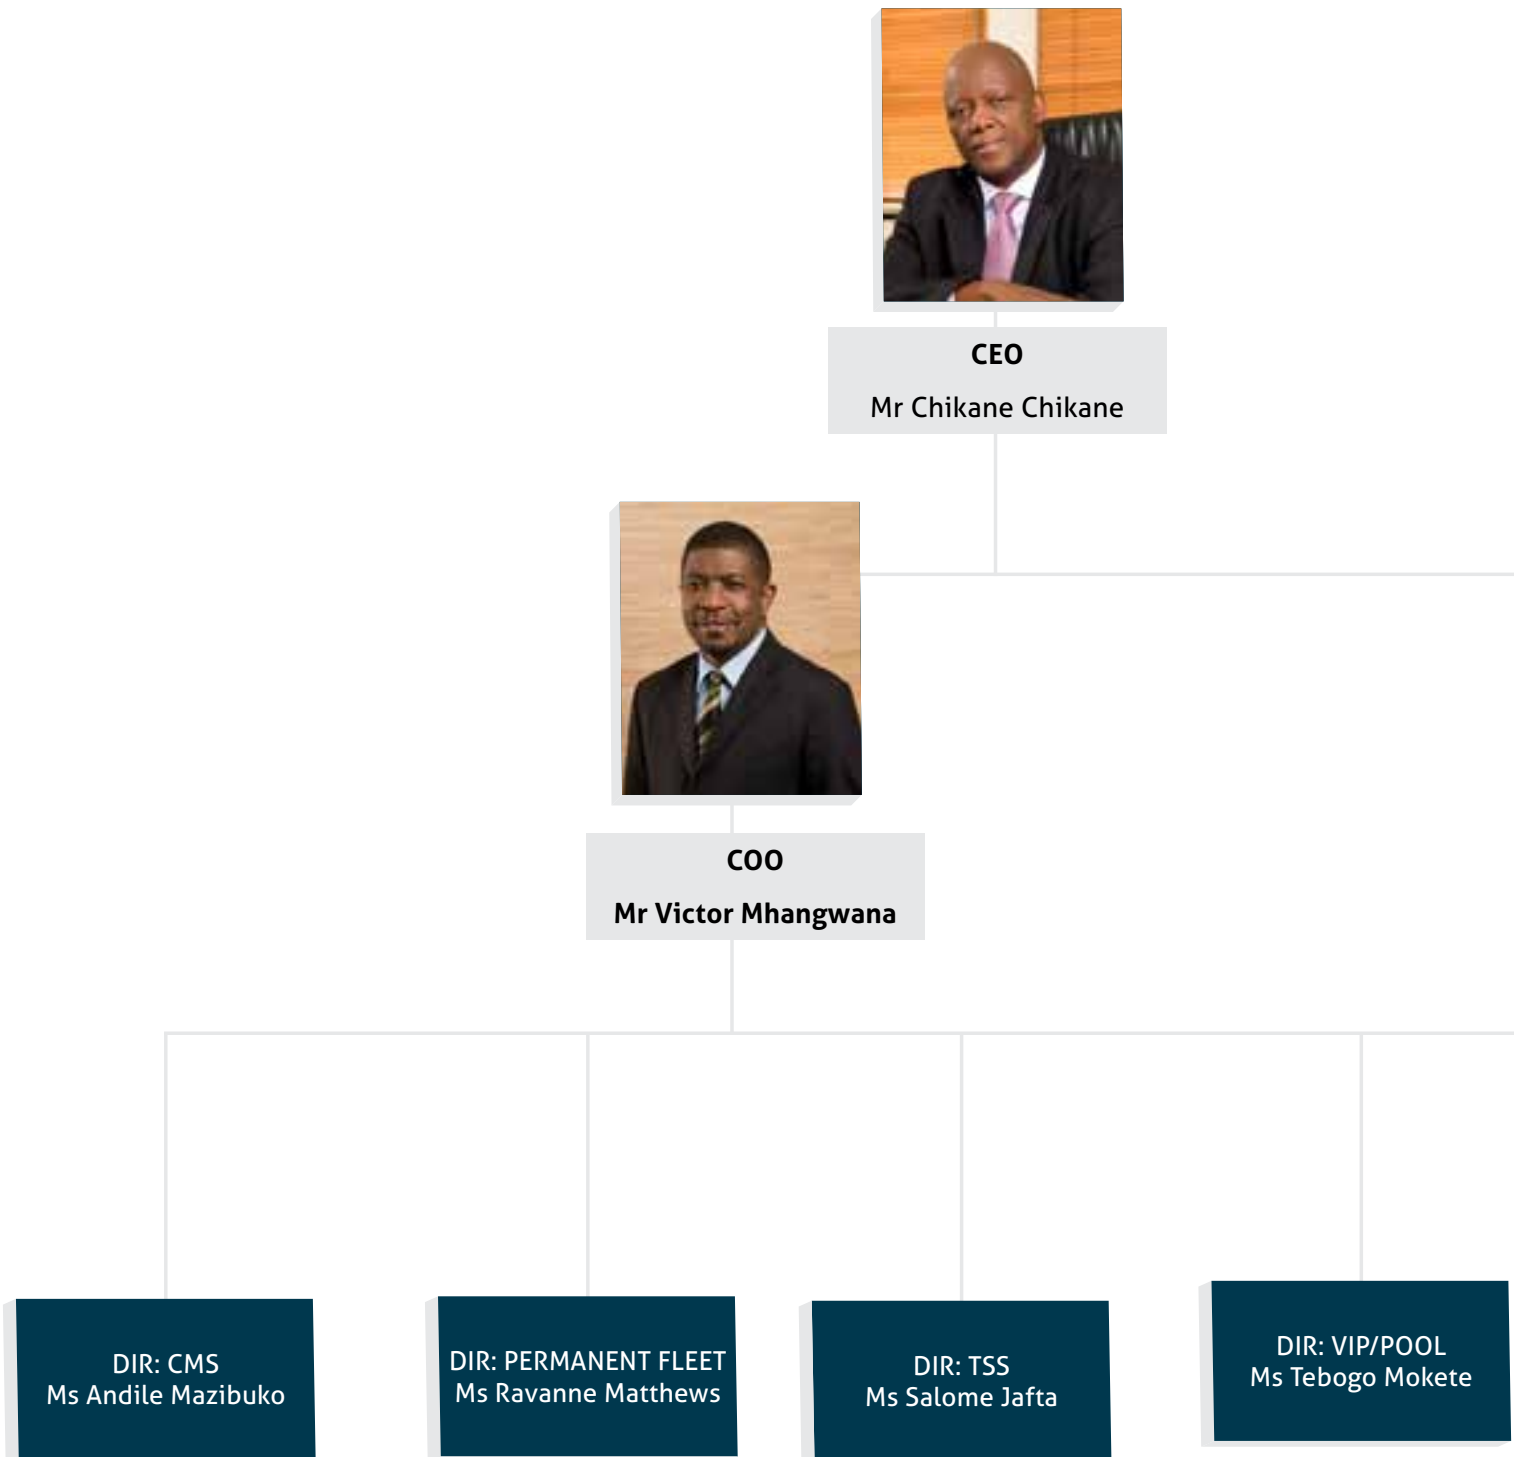 CEO
Mr Chikane Chikane
COO
Mr Victor Mhangwana
DIR: CMS
Ms Andile Mazibuko
DIR: PERMANENT FLEET
Ms Ravanne Matthews
DIR: TSS
Ms Salome Jafta
DIR: VIP/POOL
Ms Tebogo Mokete